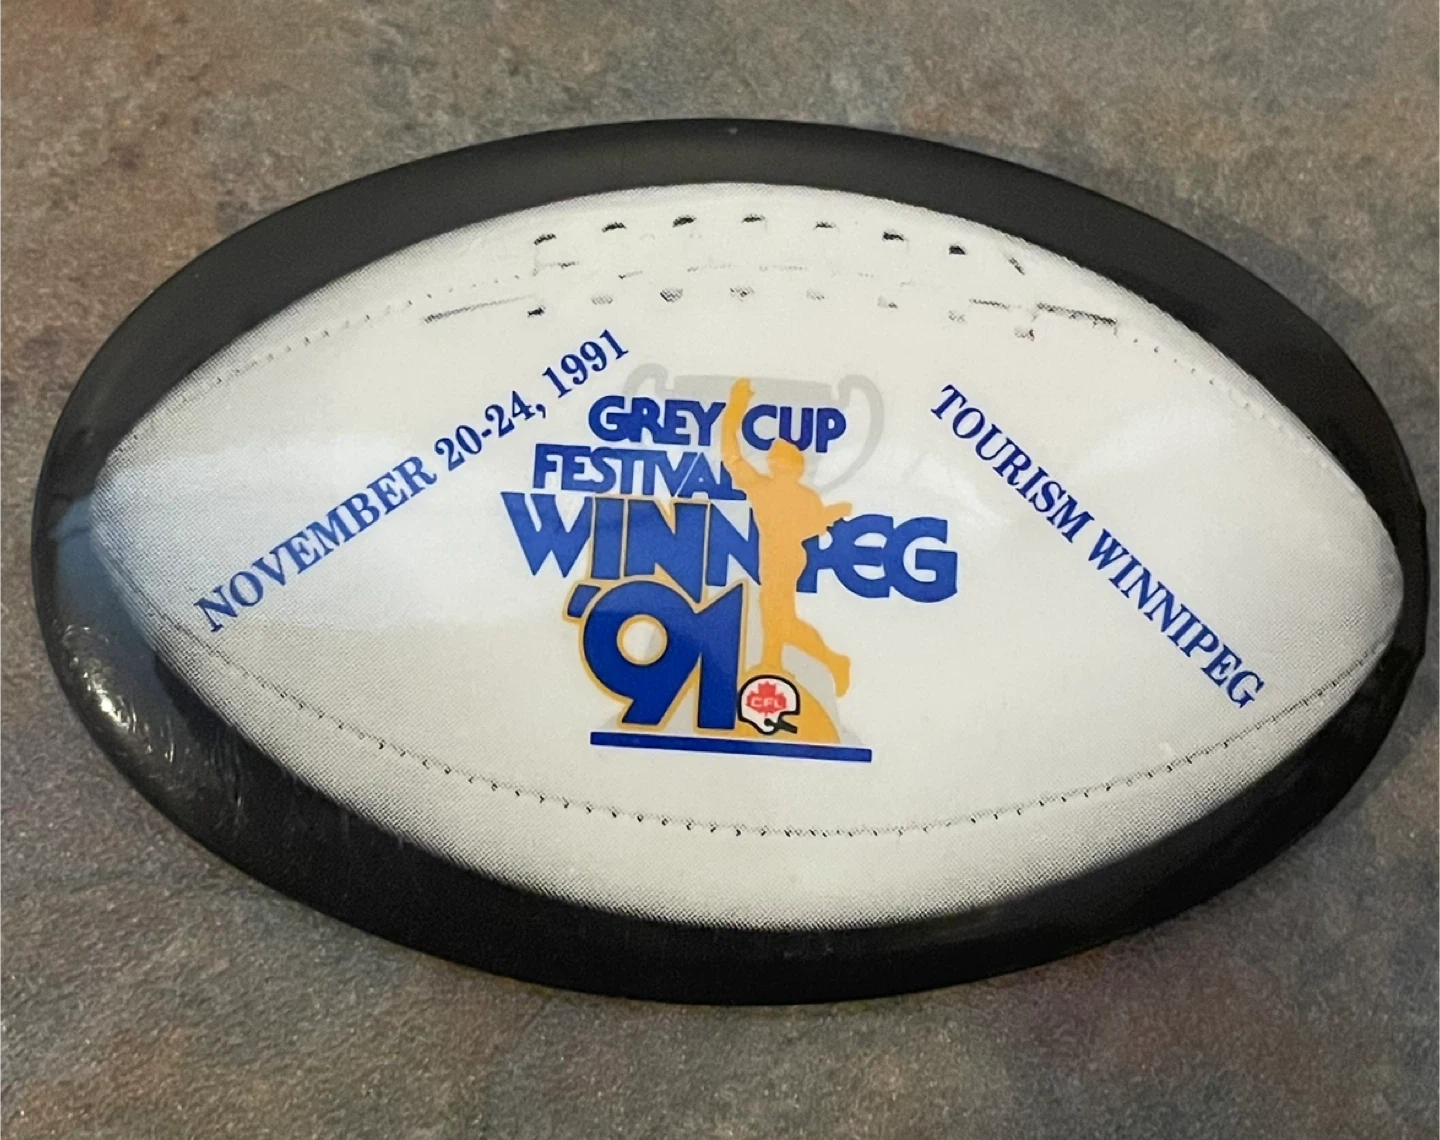 NOVEMBER 20-24, 1991
GREY CUP
FESTIVAL
WINNIPEG
'91
CFL
TOURISM WINNIPEG